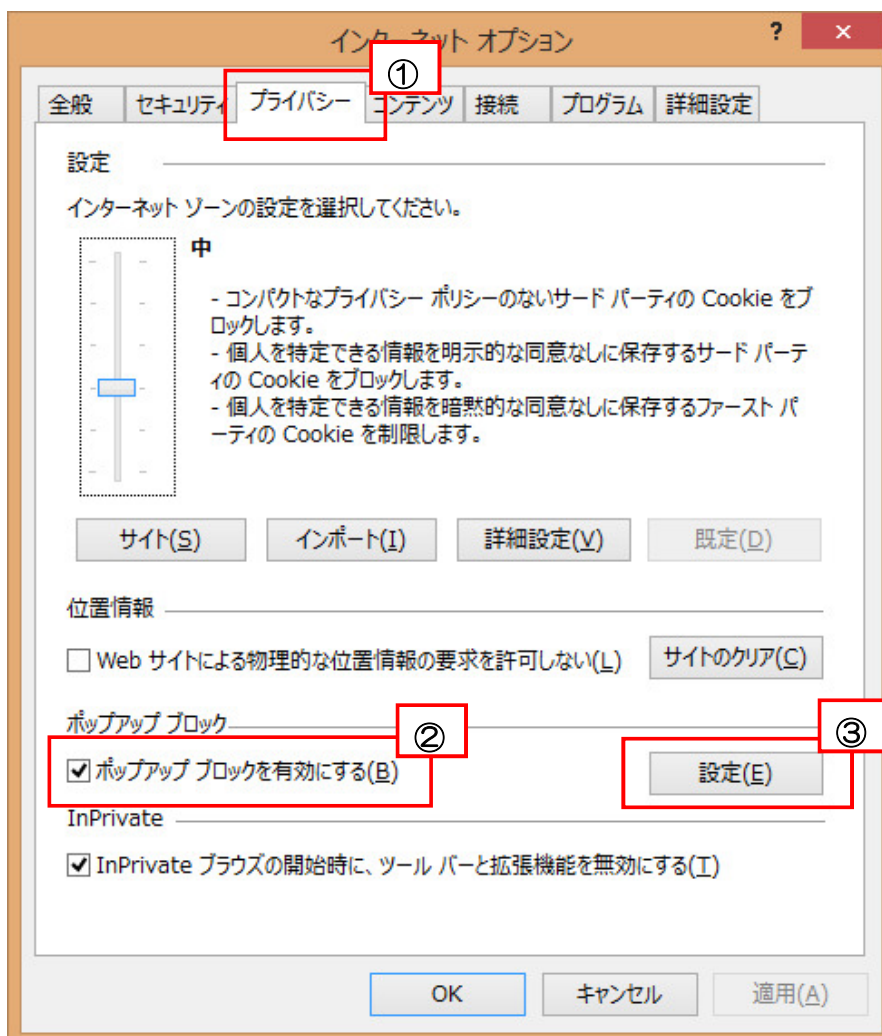 インターネット オプション
?
×
①
全般 セキュリティ プライバシー コンテンツ 接続 プログラム 詳細設定
設定
インターネット ゾーンの設定を選択してください。
中
- コンパクトなプライバシー ポリシーのないサード パーティの Cookie をブ
ロックします。
- 個人を特定できる情報を明示的な同意なしに保存するサード パーテ
ィの Cookie をブロックします。
- 個人を特定できる情報を暗黙的な同意なしに保存するファースト パ
ーティの Cookie を制限します。
サイト(S) インポート(I) 詳細設定(V) 既定(D)
位置情報
Web サイトによる物理的な位置情報の要求を許可しない(L) サイトのクリア(C)
ポップアップ ブロック
②
③
ポップアップ ブロックを有効にする(B) 設定(E)
InPrivate
InPrivate ブラウズの開始時に、ツール バーと拡張機能を無効にする(T)
OK キャンセル 適用(A)